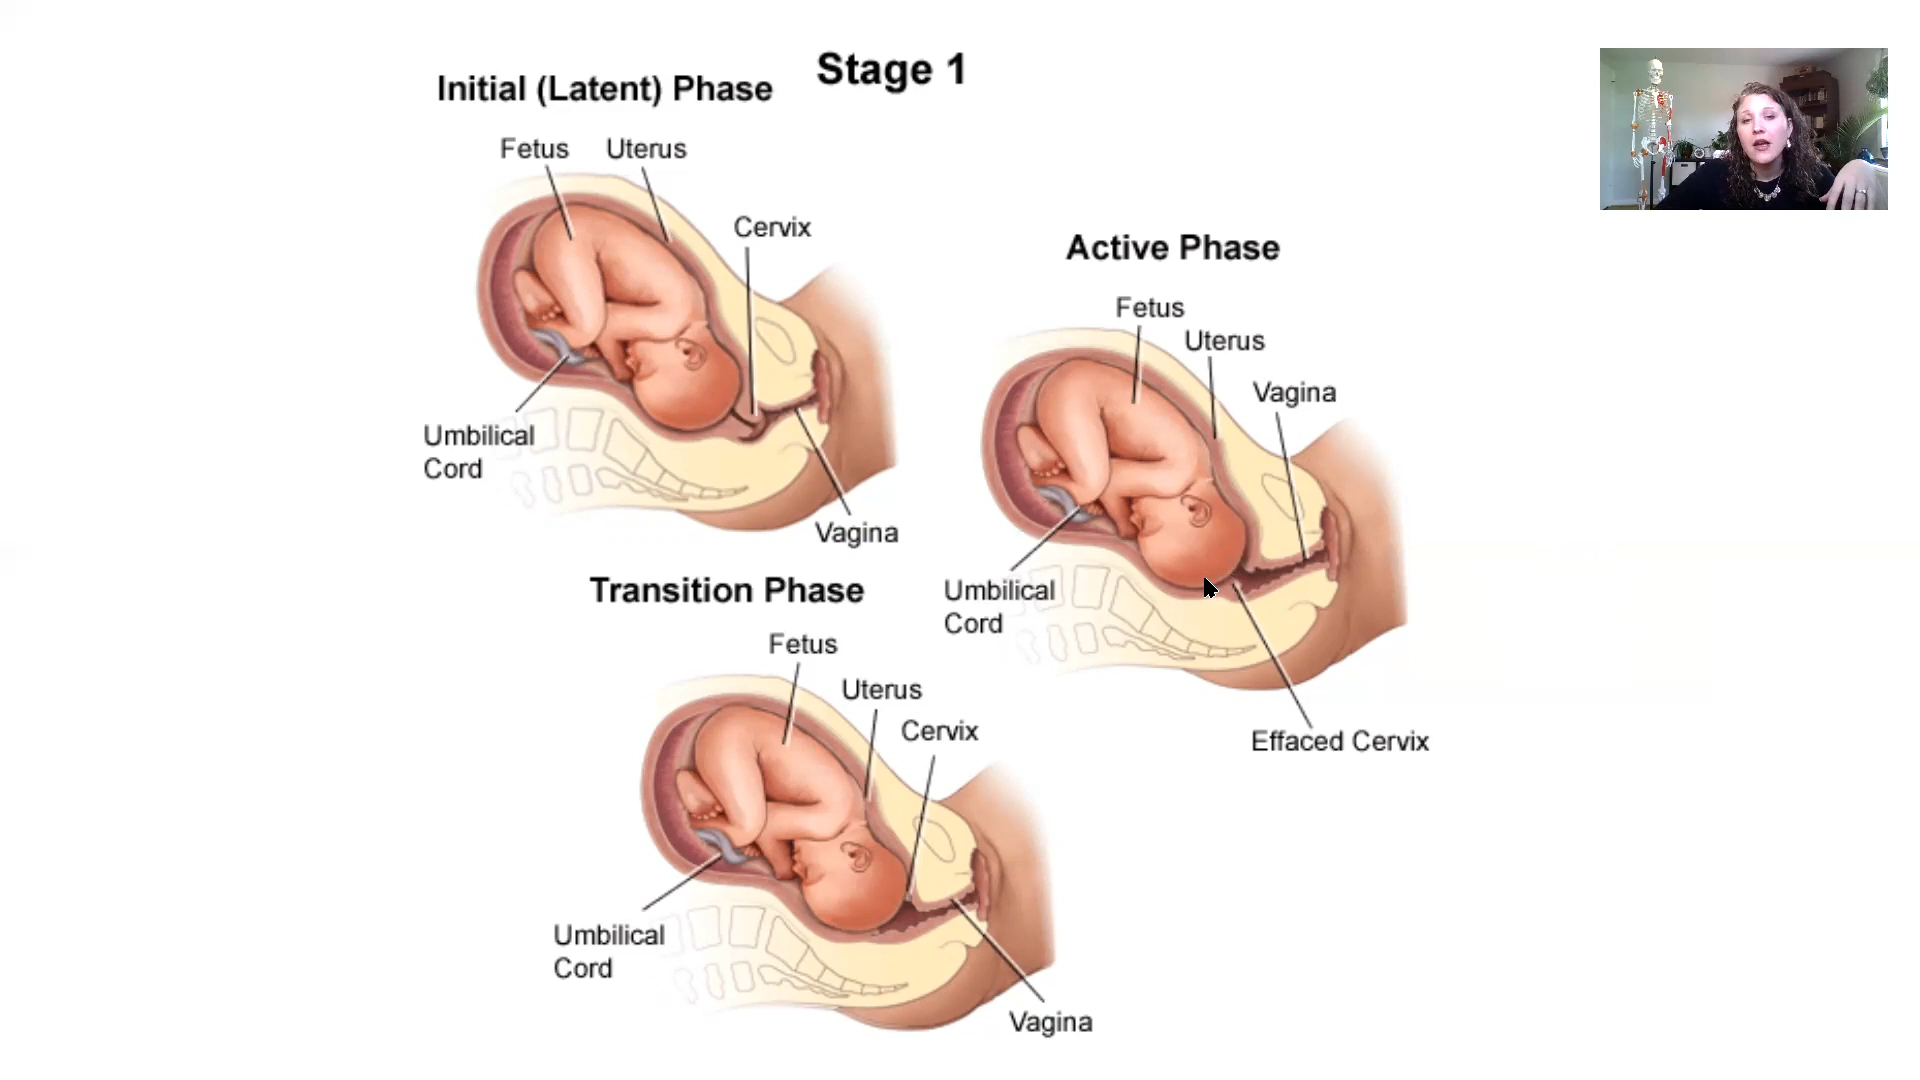 Stage 1
Initial (Latent) Phase
Fetus
Uterus
Cervix
Umbilical
Cord
Vagina
Active Phase
Fetus
Uterus
Vagina
Umbilical
Cord
Effaced Cervix
Transition Phase
Fetus
Uterus
Cervix
Umbilical
Cord
Vagina